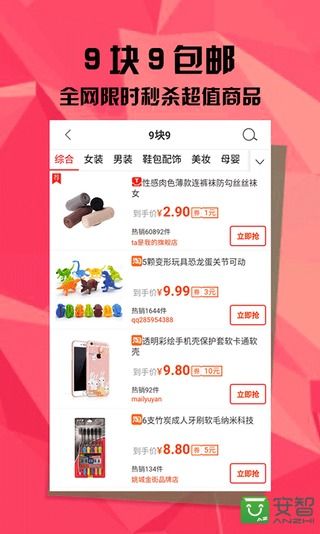 9块9包邮
全网限时秒杀超值商品
9块9
综合 女装 男装 鞋包配饰 美妆 母婴
性感肉色薄款连裤袜防勾丝丝袜
女
到手价¥2.90 券 1元
热销60892件
ta是我的旗舰店
立即抢
淘 5颗变形玩具恐龙蛋关节可动
到手价¥9.99 券 3元
热销1644件
qq285954388
立即抢
淘 透明彩绘手机壳保护套软卡通软
壳
到手价¥9.80 券 10元
热销92件
mailyuyan
立即抢
淘 6支竹炭成人牙刷软毛纳米科技
到手价¥8.80 券 5元
热销134件
姚城金街品牌店
立即抢
安智
ANZHI